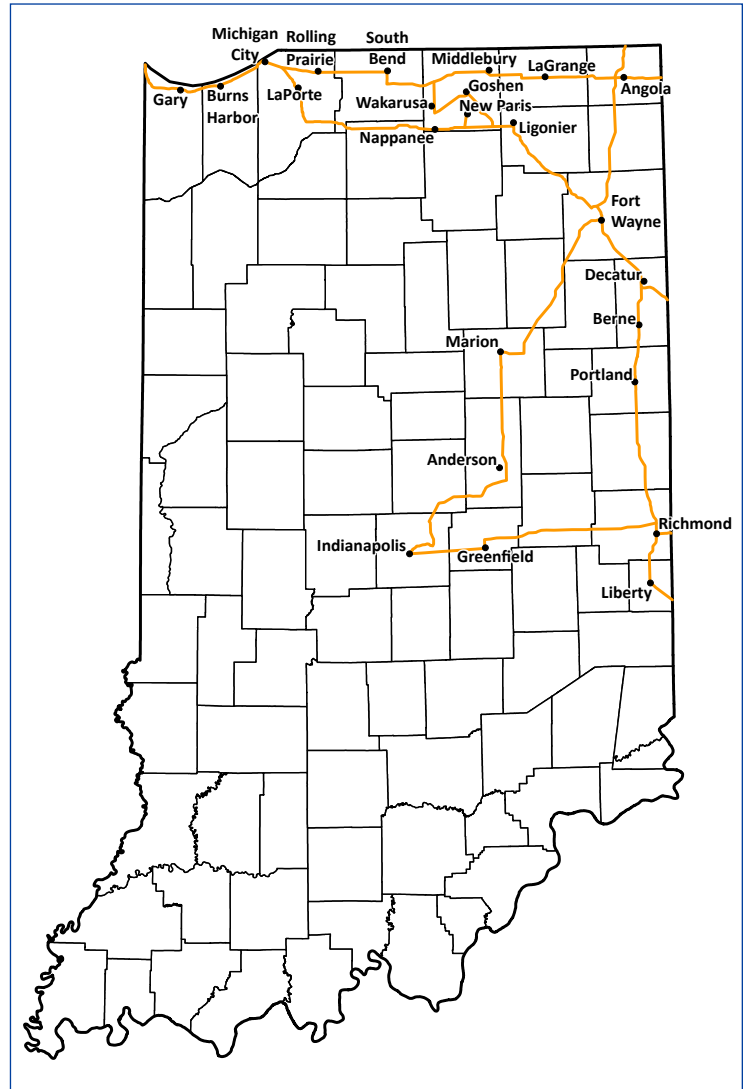 Michigan
City
Rolling
Prairie
South
Bend
Middlebury
LaGrange
Angola
Gary
Burns
Harbor
LaPorte
Wakarusa
Goshen
New Paris
Nappanee
Ligonier
Fort
Wayne
Decatur
Berne
Marion
Portland
Anderson
Indianapolis
Greenfield
Richmond
Liberty